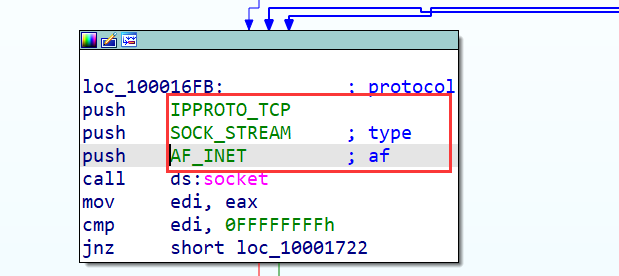 loc_100016FB: ; protocol
push IPPROTO_TCP
push SOCK_STREAM ; type
push AF_INET ; af
call ds:socket
mov edi, eax
cmp edi, 0FFFFFFFFh
jnz short loc_10001722